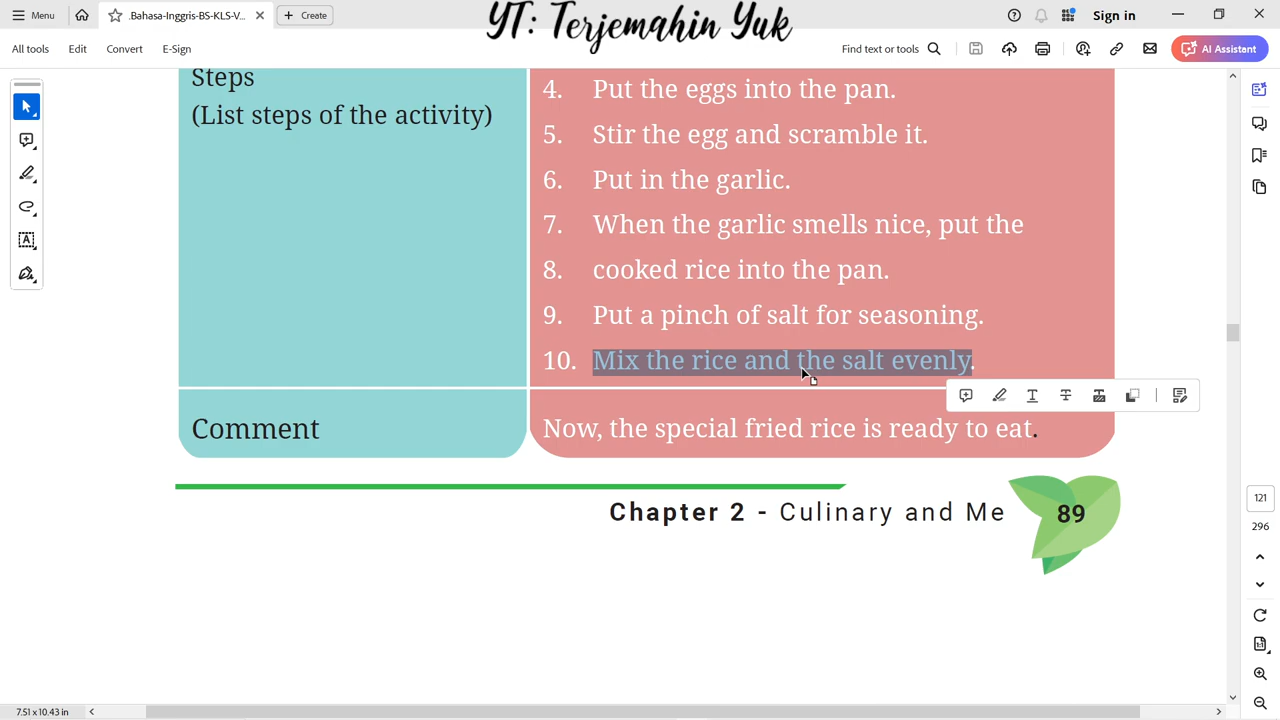 Menu
.Bahasa-Inggris-BS-KLS-V...
Create
YT: Terjemahin Yuk
Sign in
All tools
Edit
Convert
E-Sign
Find text or tools
AI Assistant
Steps
(List steps of the activity)
4. Put the eggs into the pan.
5. Stir the egg and scramble it.
6. Put in the garlic.
7. When the garlic smells nice, put the
8. cooked rice into the pan.
9. Put a pinch of salt for seasoning.
10. Mix the rice and the salt evenly.
Comment
Now, the special fried rice is ready to eat.
Chapter 2 - Culinary and Me
89
121
296
7.51 x 10.43 in